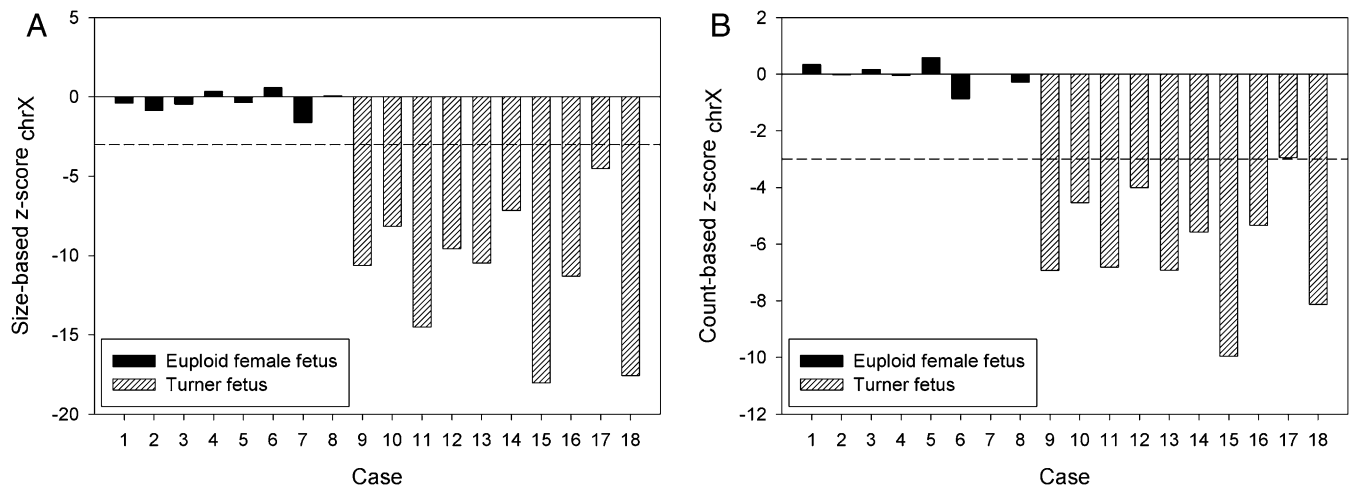 A
Size-based z-score chrX
5
0
-5
-10
-15
-20
Euploid female fetus
Turner fetus
1 2 3 4 5 6 7 8 9 10 11 12 13 14 15 16 17 18
Case
B
Count-based z-score chrX
2
0
-2
-4
-6
-8
-10
-12
Euploid female fetus
Turner fetus
1 2 3 4 5 6 7 8 9 10 11 12 13 14 15 16 17 18
Case